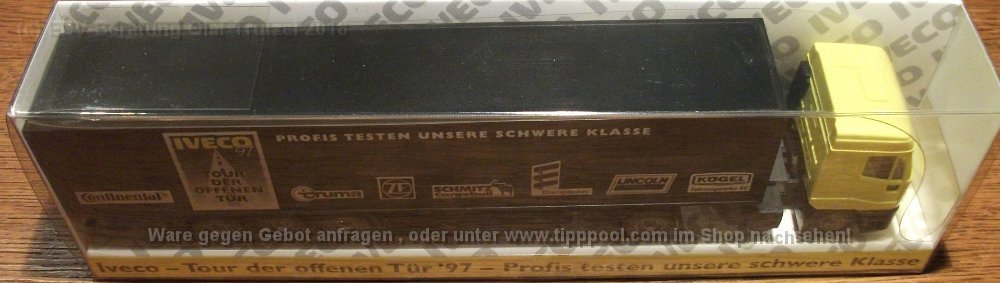 IVECO
'97
TOUR
DER
OFFENEN
TÜR
PROFIS TESTEN UNSERE SCHWERE KLASSE
Continental
Truma
ZF
SCHMITZ
LINCOLN
KÖGEL
Ware gegen Gebot anfragen , oder unter www.tipppool.com im Shop nachsehen!
Iveco – Tour der offenen Tür '97 – Profis testen unsere schwere Klasse